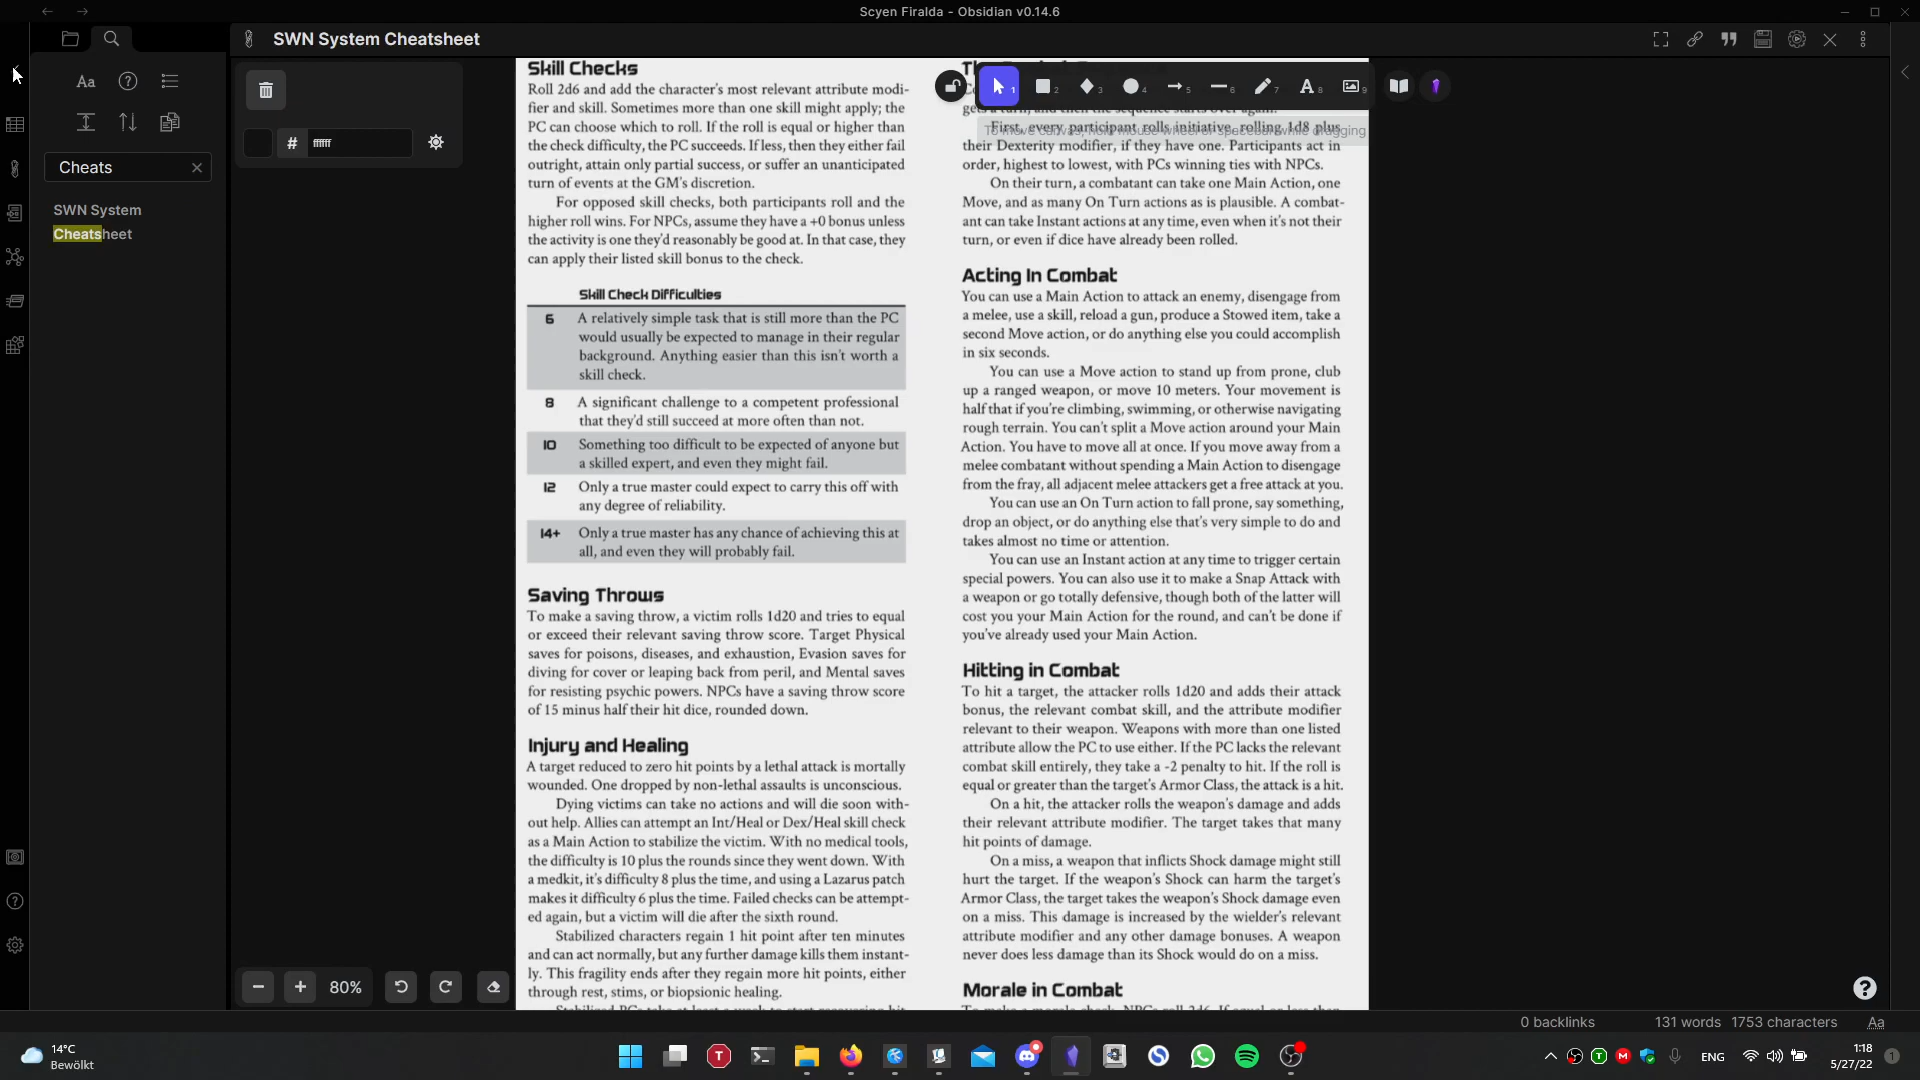 Scyen Firalda - Obsidian v0.14.6
SWN System Cheatsheet
Aa
Cheats
SWN System
Cheatsheet
# ffffff
1
2
3
4
5
6
7
A 8
9
To move canvas, hold mouse wheel or spacebar while dragging
Skill Checks
Roll 2d6 and add the character's most relevant attribute modi-
fier and skill. Sometimes more than one skill might apply; the
PC can choose which to roll. If the roll is equal or higher than
the check difficulty, the PC succeeds. If less, then they either fail
outright, attain only partial success, or suffer an unanticipated
turn of events at the GM's discretion.
For opposed skill checks, both participants roll and the
higher roll wins. For NPCs, assume they have a +0 bonus unless
the activity is one they'd reasonably be good at. In that case, they
can apply their listed skill bonus to the check.
Skill Check Difficulties
6 A relatively simple task that is still more than the PC
would usually be expected to manage in their regular
background. Anything easier than this isn't worth a
skill check.
8 A significant challenge to a competent professional
that they'd still succeed at more often than not.
10 Something too difficult to be expected of anyone but
a skilled expert, and even they might fail.
12 Only a true master could expect to carry this off with
any degree of reliability.
14+ Only a true master has any chance of achieving this at
all, and even they will probably fail.
Saving Throws
To make a saving throw, a victim rolls 1d20 and tries to equal
or exceed their relevant saving throw score. Target Physical
saves for poisons, diseases, and exhaustion, Evasion saves for
diving for cover or leaping back from peril, and Mental saves
for resisting psychic powers. NPCs have a saving throw score
of 15 minus half their hit dice, rounded down.
Injury and Healing
A target reduced to zero hit points by a lethal attack is mortally
wounded. One dropped by non-lethal assaults is unconscious.
Dying victims can take no actions and will die soon with-
out help. Allies can attempt an Int/Heal or Dex/Heal skill check
as a Main Action to stabilize the victim. With no medical tools,
the difficulty is 10 plus the rounds since they went down. With
a medkit, it's difficulty 8 plus the time, and using a Lazarus patch
makes it difficulty 6 plus the time. Failed checks can be attempt-
ed again, but a victim will die after the sixth round.
Stabilized characters regain 1 hit point after ten minutes
and can act normally, but any further damage kills them instant-
ly. This fragility ends after they regain more hit points, either
through rest, stims, or biopsionic healing.
gets a turn, and then the sequence starts over again.
First, every participant rolls initiative, rolling 1d8 plus
their Dexterity modifier, if they have one. Participants act in
order, highest to lowest, with PCs winning ties with NPCs.
On their turn, a combatant can take one Main Action, one
Move, and as many On Turn actions as is plausible. A combat-
ant can take Instant actions at any time, even when it's not their
turn, or even if dice have already been rolled.
Acting In Combat
You can use a Main Action to attack an enemy, disengage from
a melee, use a skill, reload a gun, produce a Stowed item, take a
second Move action, or do anything else you could accomplish
in six seconds.
You can use a Move action to stand up from prone, club
up a ranged weapon, or move 10 meters. Your movement is
half that if you're climbing, swimming, or otherwise navigating
rough terrain. You can't split a Move action around your Main
Action. You have to move all at once. If you move away from a
melee combatant without spending a Main Action to disengage
from the fray, all adjacent melee attackers get a free attack at you.
You can use an On Turn action to fall prone, say something,
drop an object, or do anything else that's very simple to do and
takes almost no time or attention.
You can use an Instant action at any time to trigger certain
special powers. You can also use it to make a Snap Attack with
a weapon or go totally defensive, though both of the latter will
cost you your Main Action for the round, and can't be done if
you've already used your Main Action.
Hitting in Combat
To hit a target, the attacker rolls 1d20 and adds their attack
bonus, the relevant combat skill, and the attribute modifier
relevant to their weapon. Weapons with more than one listed
attribute allow the PC to use either. If the PC lacks the relevant
combat skill entirely, they take a -2 penalty to hit. If the roll is
equal or greater than the target's Armor Class, the attack is a hit.
On a hit, the attacker rolls the weapon's damage and adds
their relevant attribute modifier. The target takes that many
hit points of damage.
On a miss, a weapon that inflicts Shock damage might still
hurt the target. If the weapon's Shock can harm the target's
Armor Class, the target takes the weapon's Shock damage even
on a miss. This damage is increased by the wielder's relevant
attribute modifier and any other damage bonuses. A weapon
never does less damage than its Shock would do on a miss.
Morale in Combat
80%
0 backlinks 131 words 1753 characters Aa
14°C
Bewölkt
ENG
1:18
5/27/22
1